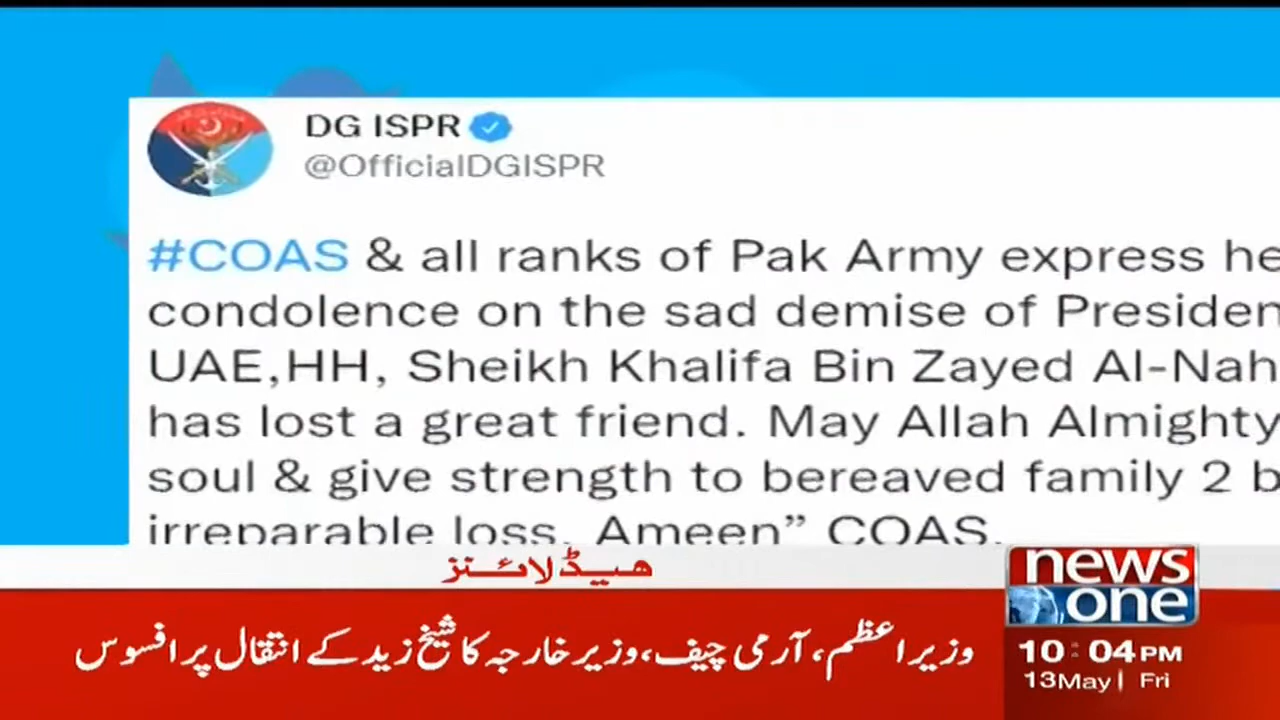 DG ISPR
@OfficialDGISPR
#COAS & all ranks of Pak Army express he
condolence on the sad demise of Presiden
UAE,HH, Sheikh Khalifa Bin Zayed Al-Nah
has lost a great friend. May Allah Almighty
soul & give strength to bereaved family 2 b
irreparable loss. Ameen” COAS.
ھیڈلائنز
وزیراعظم، آرمی چیف، وزیر خارجہ کا شیخ زید کے انتقال پر افسوس
news
one
10:04PM
13May| Fri